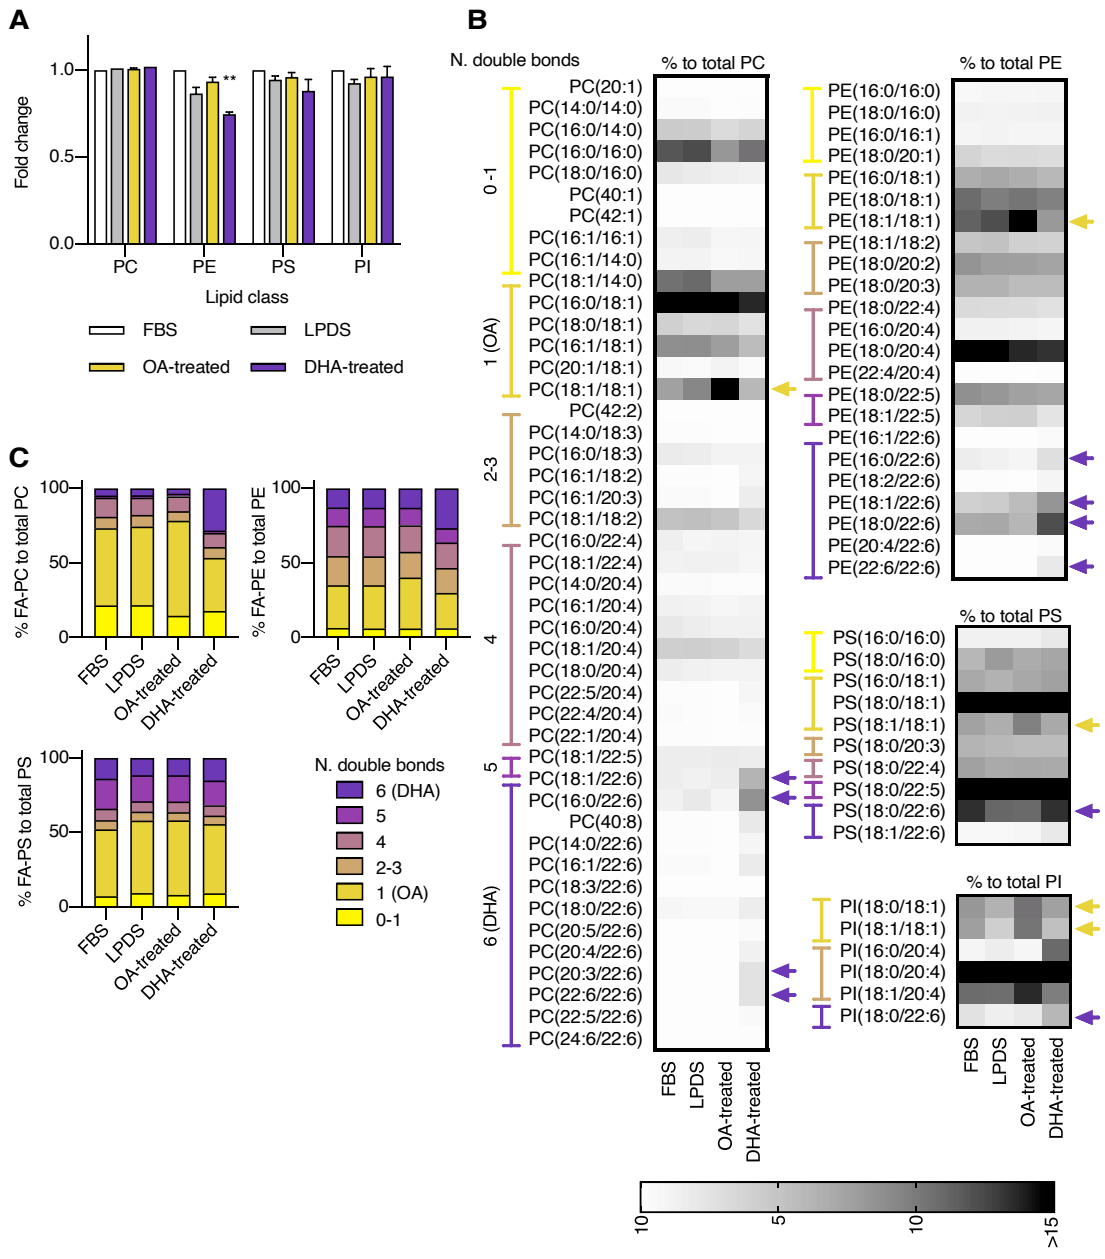 A
Fold change
1.0
0.5
0.0
**
PC
PE
PS
PI
Lipid class
FBS
LPDS
OA-treated
DHA-treated
B
N. double bonds
% to total PC
0 -1
1 (OA)
2-3
4
5
6 (DHA)
PC(20:1)
PC(14:0/14:0)
PC(16:0/14:0)
PC(16:0/16:0)
PC(18:0/16:0)
PC(40:1)
PC(42:1)
PC(16:1/16:1)
PC(16:1/14:0)
PC(18:1/14:0)
PC(16:0/18:1)
PC(18:0/18:1)
PC(16:1/18:1)
PC(20:1/18:1)
PC(18:1/18:1)
PC(42:2)
PC(14:0/18:3)
PC(16:0/18:3)
PC(16:1/18:2)
PC(16:1/20:3)
PC(18:1/18:2)
PC(16:0/22:4)
PC(18:1/22:4)
PC(14:0/20:4)
PC(16:1/20:4)
PC(16:0/20:4)
PC(18:1/20:4)
PC(18:0/20:4)
PC(22:5/20:4)
PC(22:4/20:4)
PC(22:1/20:4)
PC(18:1/22:5)
PC(18:1/22:6)
PC(16:0/22:6)
PC(40:8)
PC(14:0/22:6)
PC(16:1/22:6)
PC(18:3/22:6)
PC(18:0/22:6)
PC(20:5/22:6)
PC(20:4/22:6)
PC(20:3/22:6)
PC(22:6/22:6)
PC(22:5/22:6)
PC(24:6/22:6)
FBS
LPDS
OA-treated
DHA-treated
% to total PE
PE(16:0/16:0)
PE(18:0/16:0)
PE(16:0/16:1)
PE(18:0/20:1)
PE(16:0/18:1)
PE(18:0/18:1)
PE(18:1/18:1)
PE(18:1/18:2)
PE(18:0/20:2)
PE(18:0/20:3)
PE(18:0/22:4)
PE(16:0/20:4)
PE(18:0/20:4)
PE(22:4/20:4)
PE(18:0/22:5)
PE(18:1/22:5)
PE(16:1/22:6)
PE(16:0/22:6)
PE(18:2/22:6)
PE(18:1/22:6)
PE(18:0/22:6)
PE(20:4/22:6)
PE(22:6/22:6)
% to total PS
PS(16:0/16:0)
PS(18:0/16:0)
PS(16:0/18:1)
PS(18:0/18:1)
PS(18:1/18:1)
PS(18:0/20:3)
PS(18:0/22:4)
PS(18:0/22:5)
PS(18:0/22:6)
PS(18:1/22:6)
% to total PI
PI(18:0/18:1)
PI(18:1/18:1)
PI(16:0/20:4)
PI(18:0/20:4)
PI(18:1/20:4)
PI(18:0/22:6)
FBS
LPDS
OA-treated
DHA-treated
10
5
10
>15
C
% FA-PC to total PC
100
50
0
FBS
LPDS
OA-treated
DHA-treated
% FA-PE to total PE
100
50
0
FBS
LPDS
OA-treated
DHA-treated
% FA-PS to total PS
100
50
0
FBS
LPDS
OA-treated
DHA-treated
N. double bonds
6 (DHA)
5
4
2-3
1 (OA)
0-1